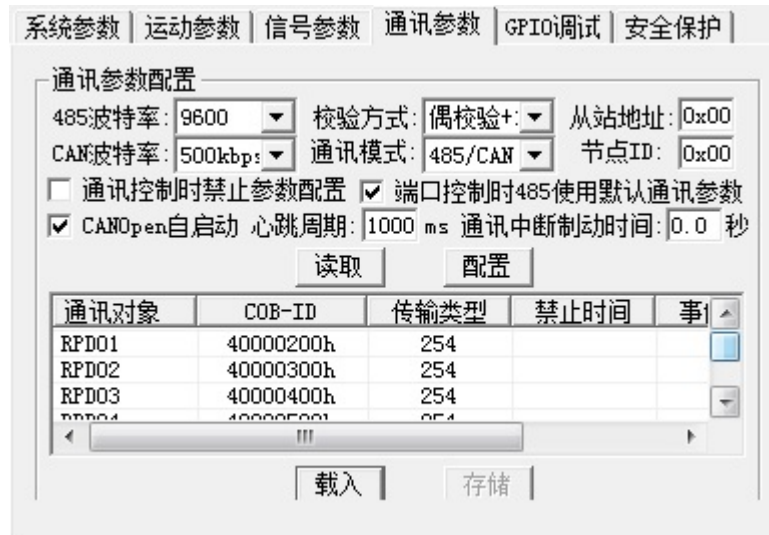 系统参数 运动参数 信号参数 通讯参数 GPIO调试 安全保护
通讯参数配置
485波特率: 9600 校验方式: 偶校验+ 从站地址: 0x00
CAN波特率: 500kbps 通讯模式: 485/CAN 节点ID: 0x00
通讯控制时禁止参数配置 端口控制时485使用默认通讯参数
CANOpen自启动 心跳周期: 1000 ms 通讯中断制动时间: 0.0 秒
读取 配置
通讯对象 COB-ID 传输类型 禁止时间 事
RPDO1 40000200h 254
RPDO2 40000300h 254
RPDO3 40000400h 254
载入 存储